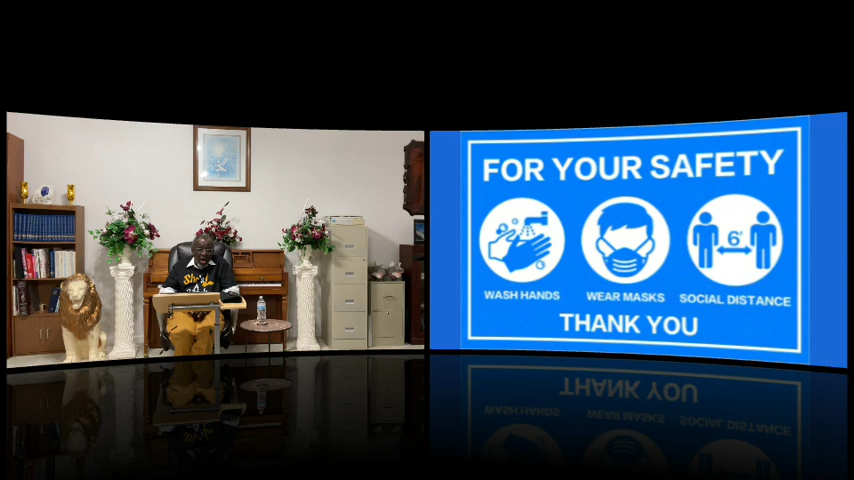 FOR YOUR SAFETY
6'
WASH HANDS
WEAR MASKS
SOCIAL DISTANCE
THANK YOU